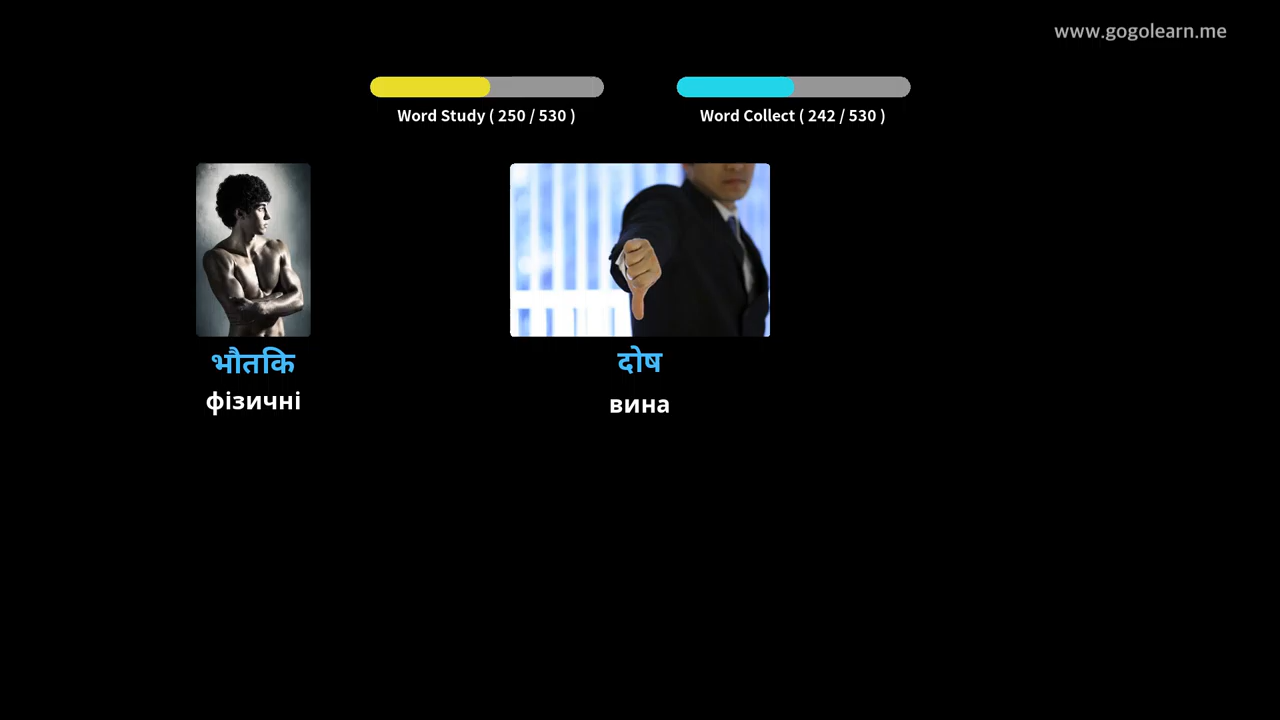 www.gogolearn.me
Word Study ( 250 / 530 )
Word Collect ( 242 / 530 )
भौतकि
दोष
фізичні
вина